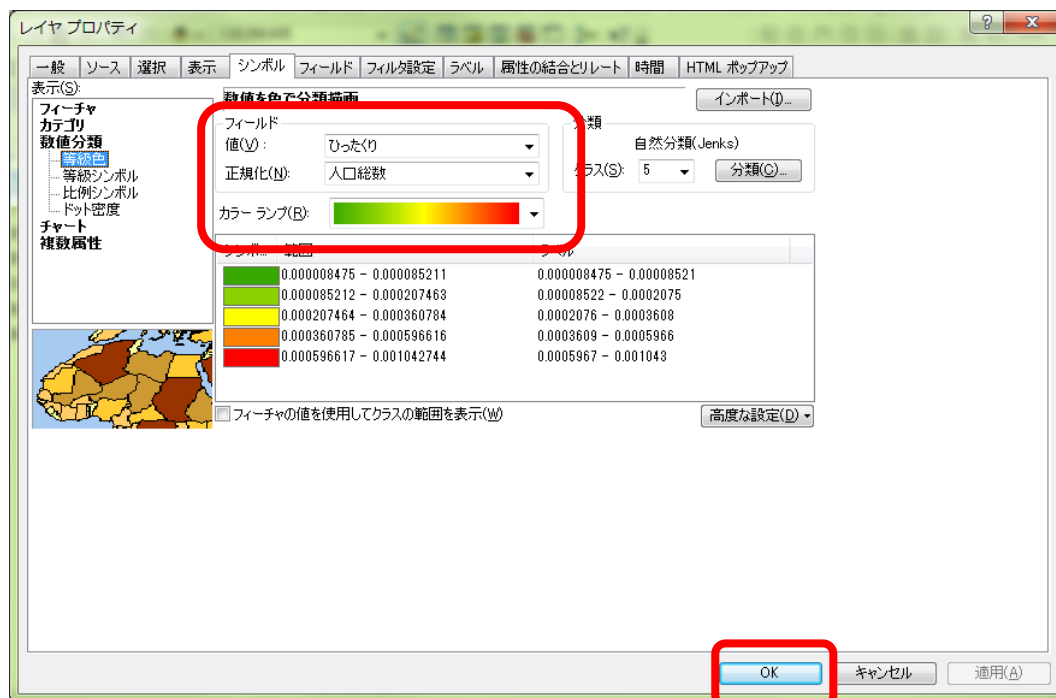 レイヤ プロパティ
一般 ソース 選択 表示 シンボル フィールド フィルタ設定 ラベル 属性の結合とリレート 時間 HTML ポップアップ
表示(S):
フィーチャ
カテゴリ
数値分類
等級色
等級シンボル
比例シンボル
ドット密度
チャート
複数属性
数値を色で分類描画
インポート(I)...
フィールド
値(V):
ひったくり
正規化(N):
人口総数
分類
自然分類(Jenks)
クラス(S): 5 分類(C)...
カラー ランプ(R):
シンボ... 範囲 ラベル
0.000008475 - 0.000085211 0.000008475 - 0.00008521
0.000085212 - 0.000207463 0.00008522 - 0.0002075
0.000207464 - 0.000360784 0.0002076 - 0.0003608
0.000360785 - 0.000596616 0.0003609 - 0.0005966
0.000596617 - 0.001042744 0.0005967 - 0.001043
フィーチャの値を使用してクラスの範囲を表示(W)
高度な設定(D)
OK キャンセル 適用(A)